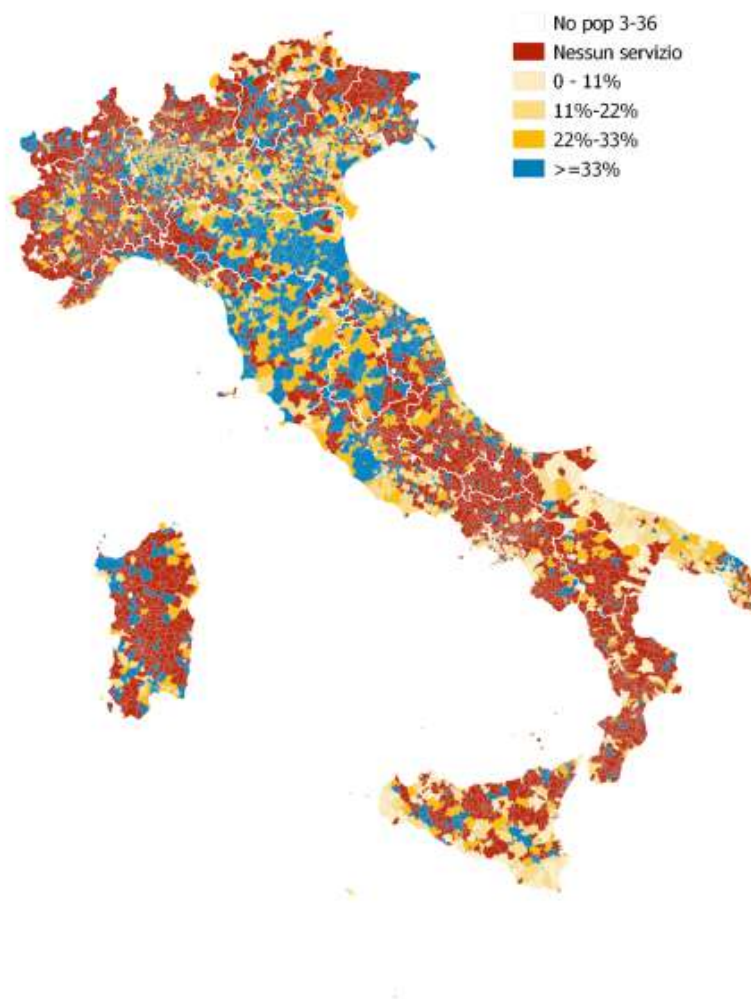 No pop 3-36
Nessun servizio
0 - 11%
11%-22%
22%-33%
>=33%